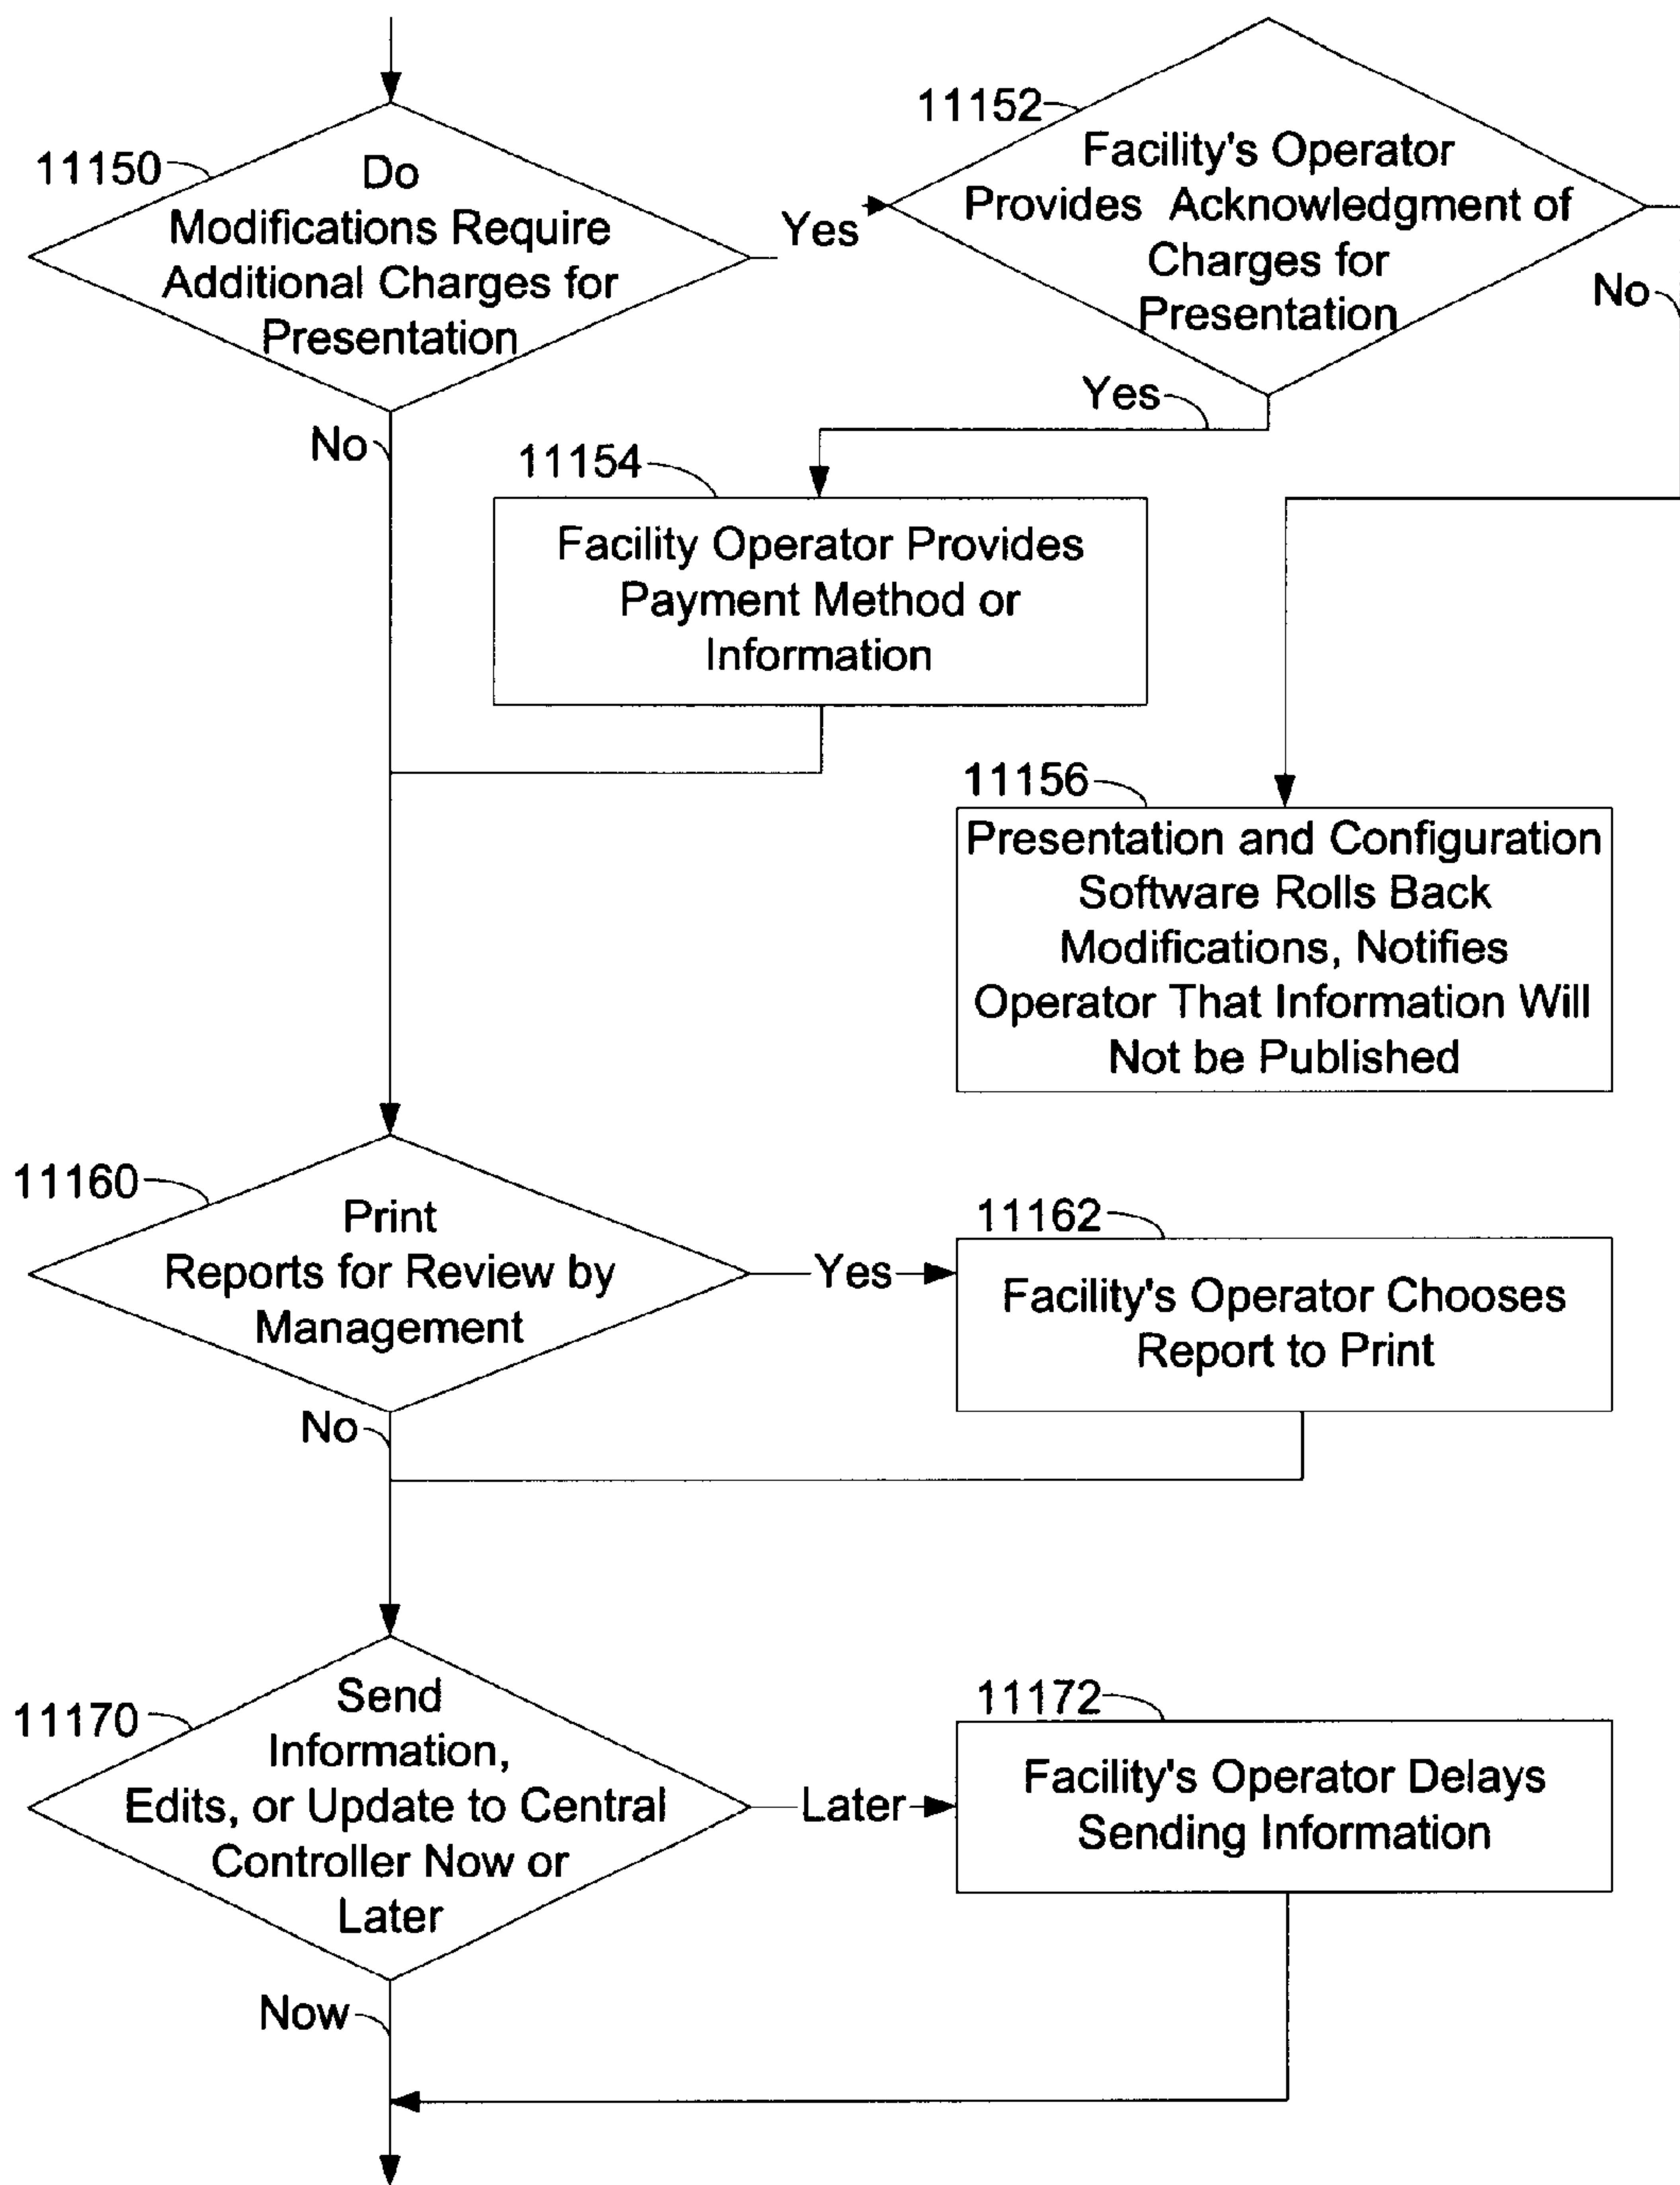 11150
Do
Modifications Require
Additional Charges for
Presentation
Yes
No
11152
Facility's Operator
Provides Acknowledgment of
Charges for
Presentation
Yes
No
11154
Facility Operator Provides
Payment Method or
Information
11156
Presentation and Configuration
Software Rolls Back
Modifications, Notifies
Operator That Information Will
Not be Published
11160
Print
Reports for Review by
Management
Yes
No
11162
Facility's Operator Chooses
Report to Print
11170
Send
Information,
Edits, or Update to Central
Controller Now or
Later
Later
Now
11172
Facility's Operator Delays
Sending Information